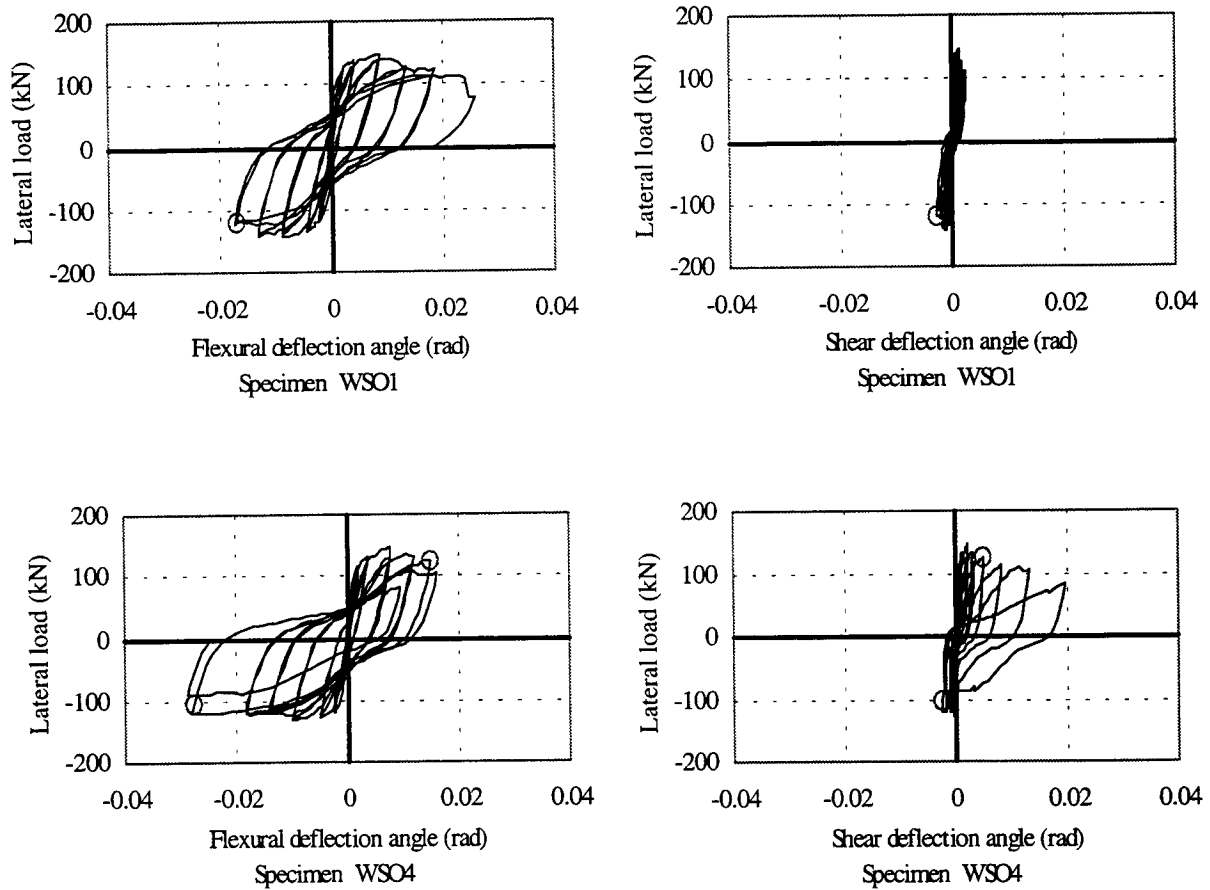 200
100
0
-100
-200
Lateral load (kN)
-0.04 -0.02 0 0.02 0.04
Flexural deflection angle (rad)
Specimen WSO1
200
100
0
-100
-200
Lateral load (kN)
-0.04 -0.02 0 0.02 0.04
Shear deflection angle (rad)
Specimen WSO1
200
100
0
-100
-200
Lateral load (kN)
-0.04 -0.02 0 0.02 0.04
Flexural deflection angle (rad)
Specimen WSO4
200
100
0
-100
-200
Lateral load (kN)
-0.04 -0.02 0 0.02 0.04
Shear deflection angle (rad)
Specimen WSO4